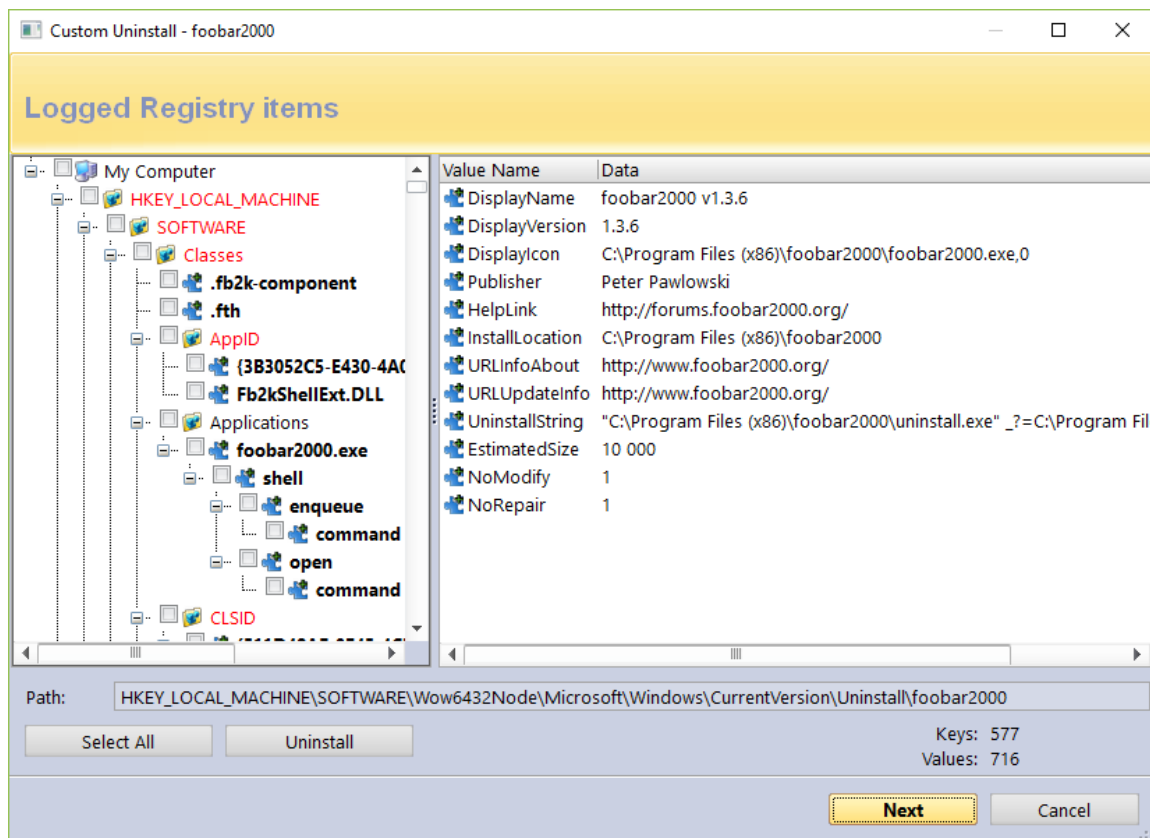 Custom Uninstall - foobar2000
Logged Registry items
My Computer
HKEY_LOCAL_MACHINE
SOFTWARE
Classes
.fb2k-component
.fth
AppID
{3B3052C5-E430-4A0
Fb2kShellExt.DLL
Applications
foobar2000.exe
shell
enqueue
command
open
command
CLSID
Value Name Data
DisplayName foobar2000 v1.3.6
DisplayVersion 1.3.6
DisplayIcon C:\Program Files (x86)\foobar2000\foobar2000.exe,0
Publisher Peter Pawlowski
HelpLink http://forums.foobar2000.org/
InstallLocation C:\Program Files (x86)\foobar2000
URLInfoAbout http://www.foobar2000.org/
URLUpdateInfo http://www.foobar2000.org/
UninstallString "C:\Program Files (x86)\foobar2000\uninstall.exe" _?=C:\Program Fil
EstimatedSize 10 000
NoModify 1
NoRepair 1
Path: HKEY_LOCAL_MACHINE\SOFTWARE\Wow6432Node\Microsoft\Windows\CurrentVersion\Uninstall\foobar2000
Select All Uninstall
Keys: 577
Values: 716
Next Cancel